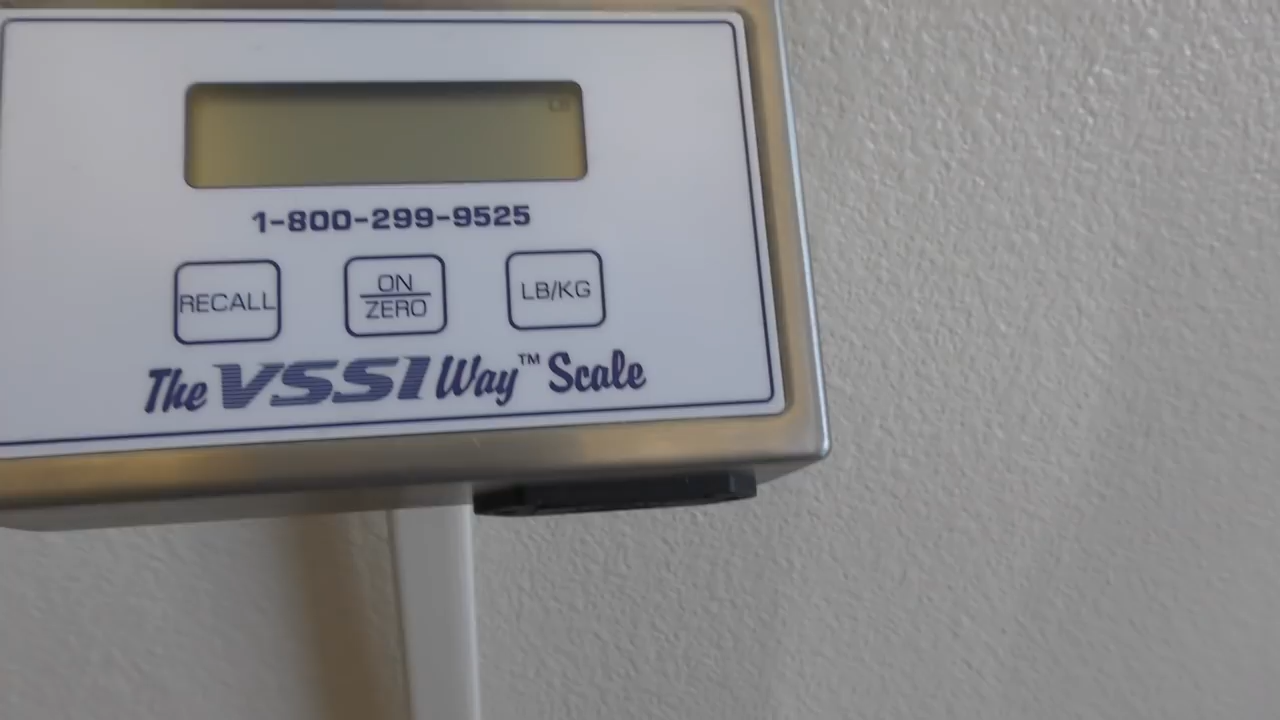 1-800-299-9525
RECALL
ON
ZERO
LB/KG
The VSSI Way™ Scale